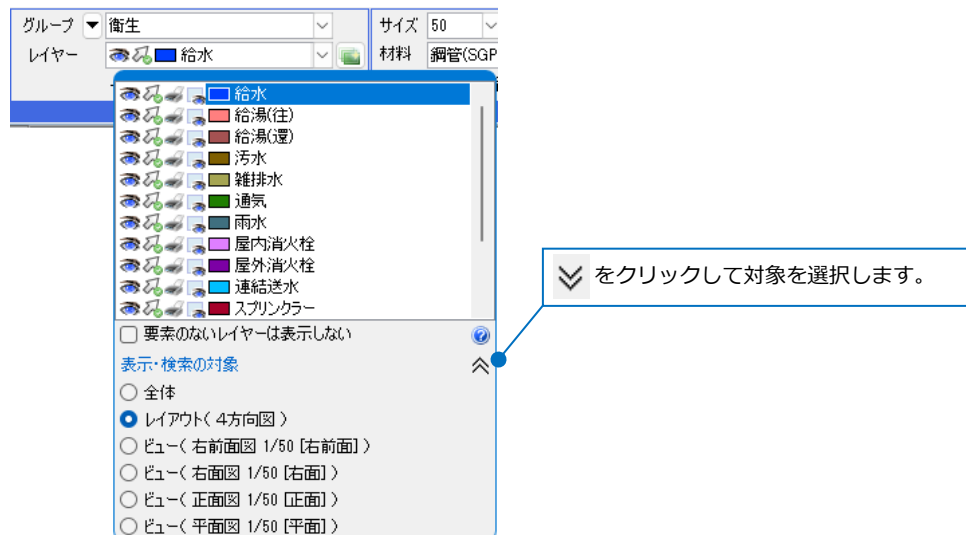 グループ 衛生 サイズ 50
レイヤー 給水 材料 鋼管(SGP
給水
給湯(往)
給湯(還)
汚水
雑排水
通気
雨水
屋内消火栓
屋外消火栓
連結送水
スプリンクラー
要素のないレイヤーは表示しない
表示・検索の対象
全体
レイアウト( 4方向図 )
ビュー( 右前面図 1/50 [右前面] )
ビュー( 右面図 1/50 [右面] )
ビュー( 正面図 1/50 [正面] )
ビュー( 平面図 1/50 [平面] )
をクリックして対象を選択します。